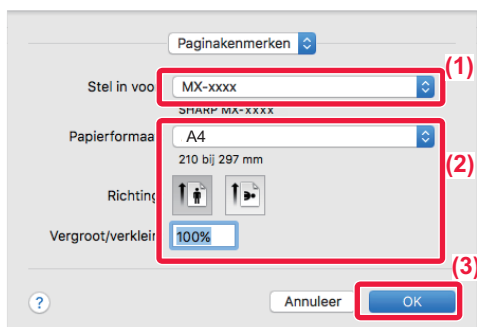 Paginakenmerken
(1)
Stel in voo MX-xxxx
SHARP MX-xxxx
Papierformaa A4
210 bij 297 mm
(2)
Richting
Vergroot/verklein 100%
(3)
? Annuleer OK